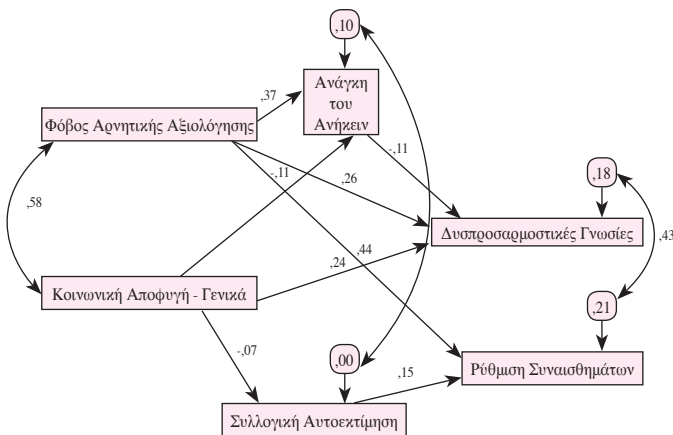 ,10
Ανάγκη
του
Ανήκειν
,37
Φόβος Αρνητικής Αξιολόγησης
-,11
-,11
,26
,18
,58
Δυσπροσαρμοστικές Γνωσίες
,43
,44
,24
Κοινωνική Αποφυγή - Γενικά
,21
-,07
,00
,15
Ρύθμιση Συναισθημάτων
Συλλογική Αυτοεκτίμηση